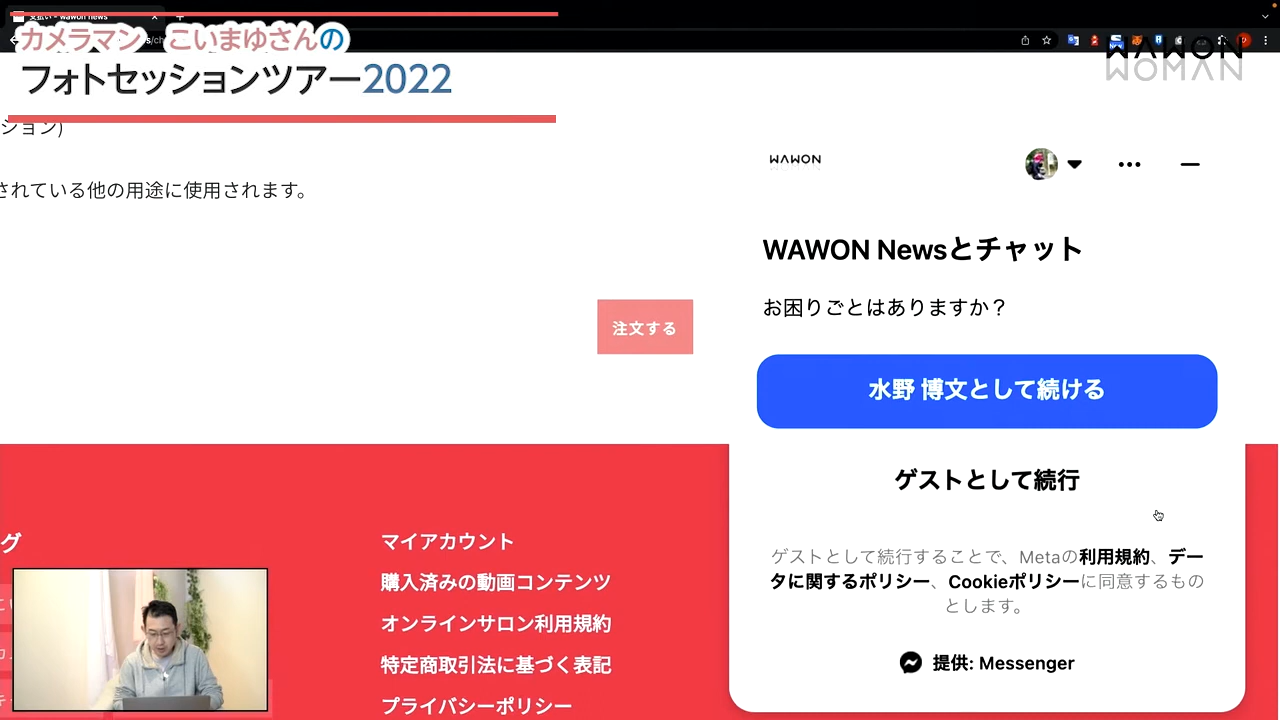 支払い - wawon news
カメラマン こいまゆさんの
フォトセッションツアー2022
WAWON
WOMAN
ション)
されている他の用途に使用されます。
注文する
WAWON
WAWON Newsとチャット
お困りごとはありますか？
水野 博文として続ける
ゲストとして続行
ゲストとして続行することで、Metaの利用規約、デー
タに関するポリシー、Cookieポリシーに同意するもの
とします。
提供: Messenger
グ
マイアカウント
購入済みの動画コンテンツ
オンラインサロン利用規約
特定商取引法に基づく表記
プライバシーポリシー